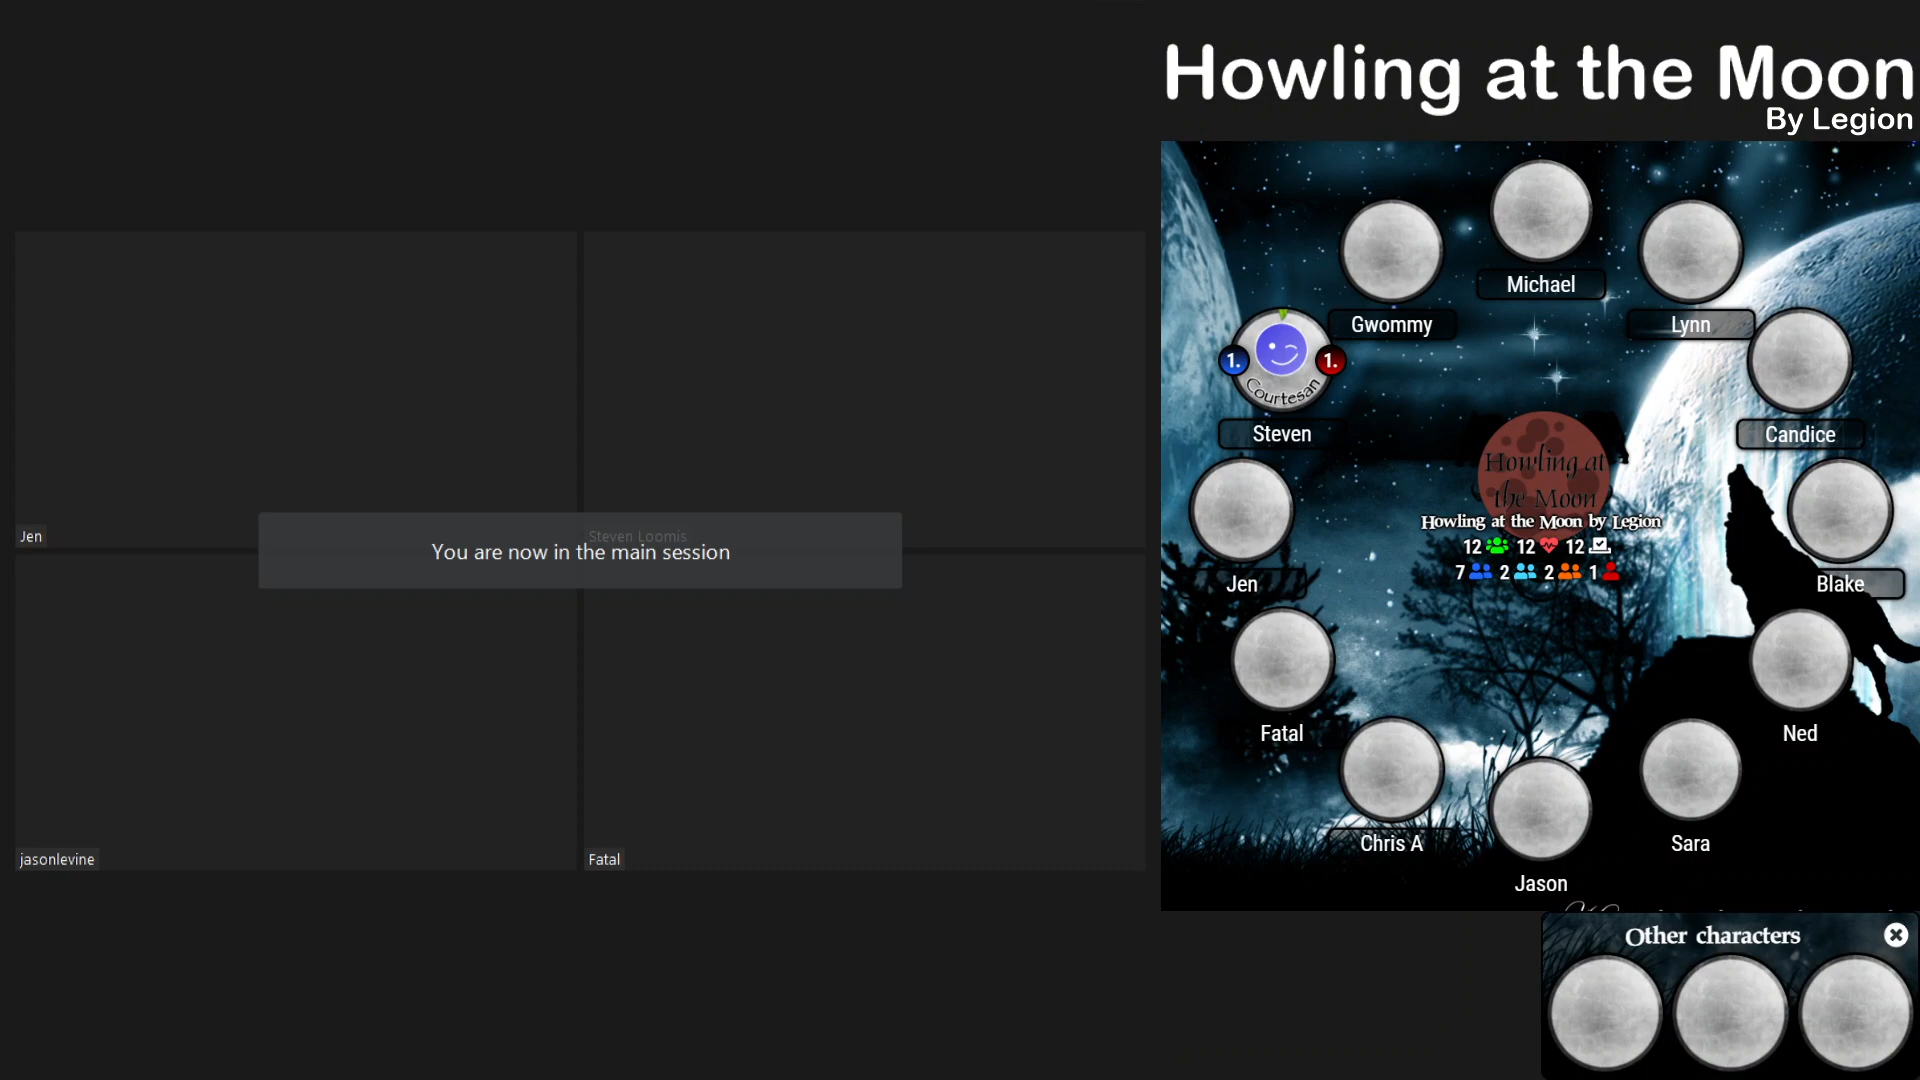 Howling at the Moon
By Legion
Michael
Gwommy
Lynn
1.
1.
Courtesan
Steven
Candice
Howling at
the Moon
Howling at the Moon by Legion
12 12 12
7 2 2 1
Jen
Blake
Fatal
Ned
Chris A
Sara
Jason
Other characters
Jen
Steven Loomis
You are now in the main session
jasonlevine
Fatal